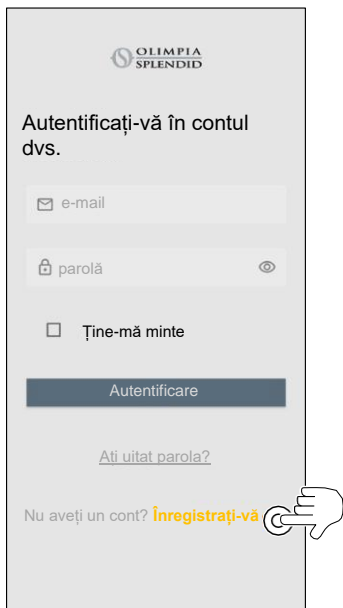 OLIMPIA
SPLENDID
Autentificați-vă în contul
dvs.
e-mail
parolă
Ține-mă minte
Autentificare
Ați uitat parola?
Nu aveți un cont? Înregistrați-vă